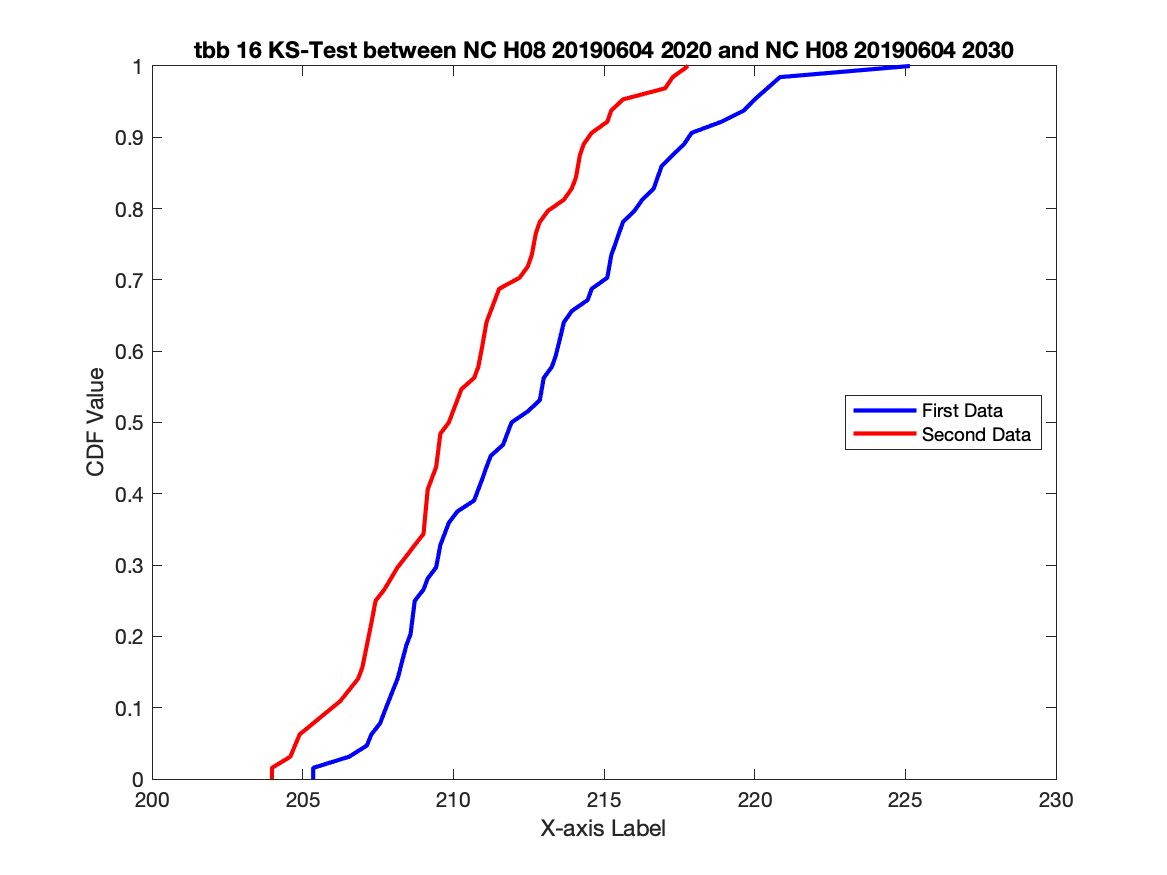 tbb 16 KS-Test between NC H08 20190604 2020 and NC H08 20190604 2030
1
0.9
0.8
0.7
0.6
0.5
0.4
0.3
0.2
0.1
0
CDF Value
First Data
Second Data
200 205 210 215 220 225 230
X-axis Label